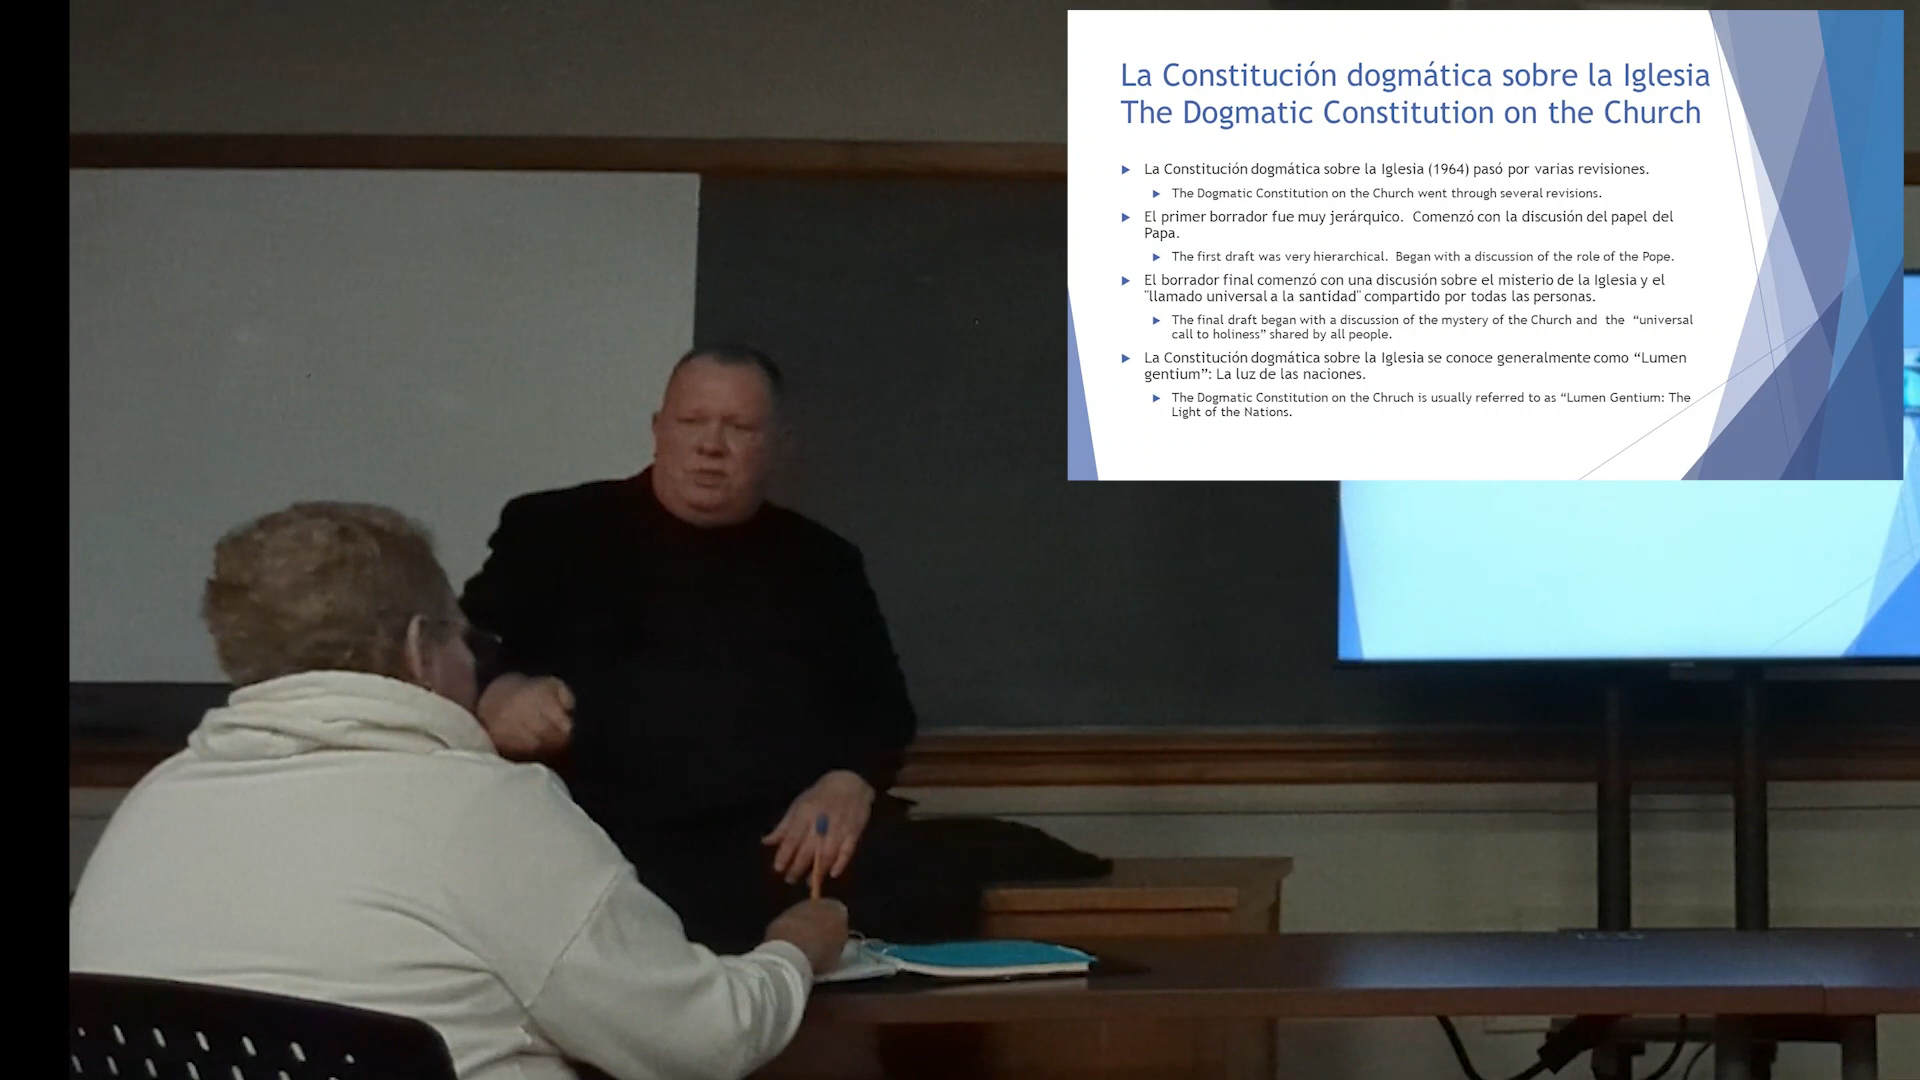 La Constitución dogmática sobre la Iglesia
The Dogmatic Constitution on the Church
La Constitución dogmática sobre la Iglesia (1964) pasó por varias revisiones.
The Dogmatic Constitution on the Church went through several revisions.
El primer borrador fue muy jerárquico. Comenzó con la discusión del papel del
Papa.
The first draft was very hierarchical. Began with a discussion of the role of the Pope.
El borrador final comenzó con una discusión sobre el misterio de la Iglesia y el
"llamado universal a la santidad" compartido por todas las personas.
The final draft began with a discussion of the mystery of the Church and the “universal
call to holiness” shared by all people.
La Constitución dogmática sobre la Iglesia se conoce generalmente como “Lumen
gentium”: La luz de las naciones.
The Dogmatic Constitution on the Chruch is usually referred to as “Lumen Gentium: The
Light of the Nations.